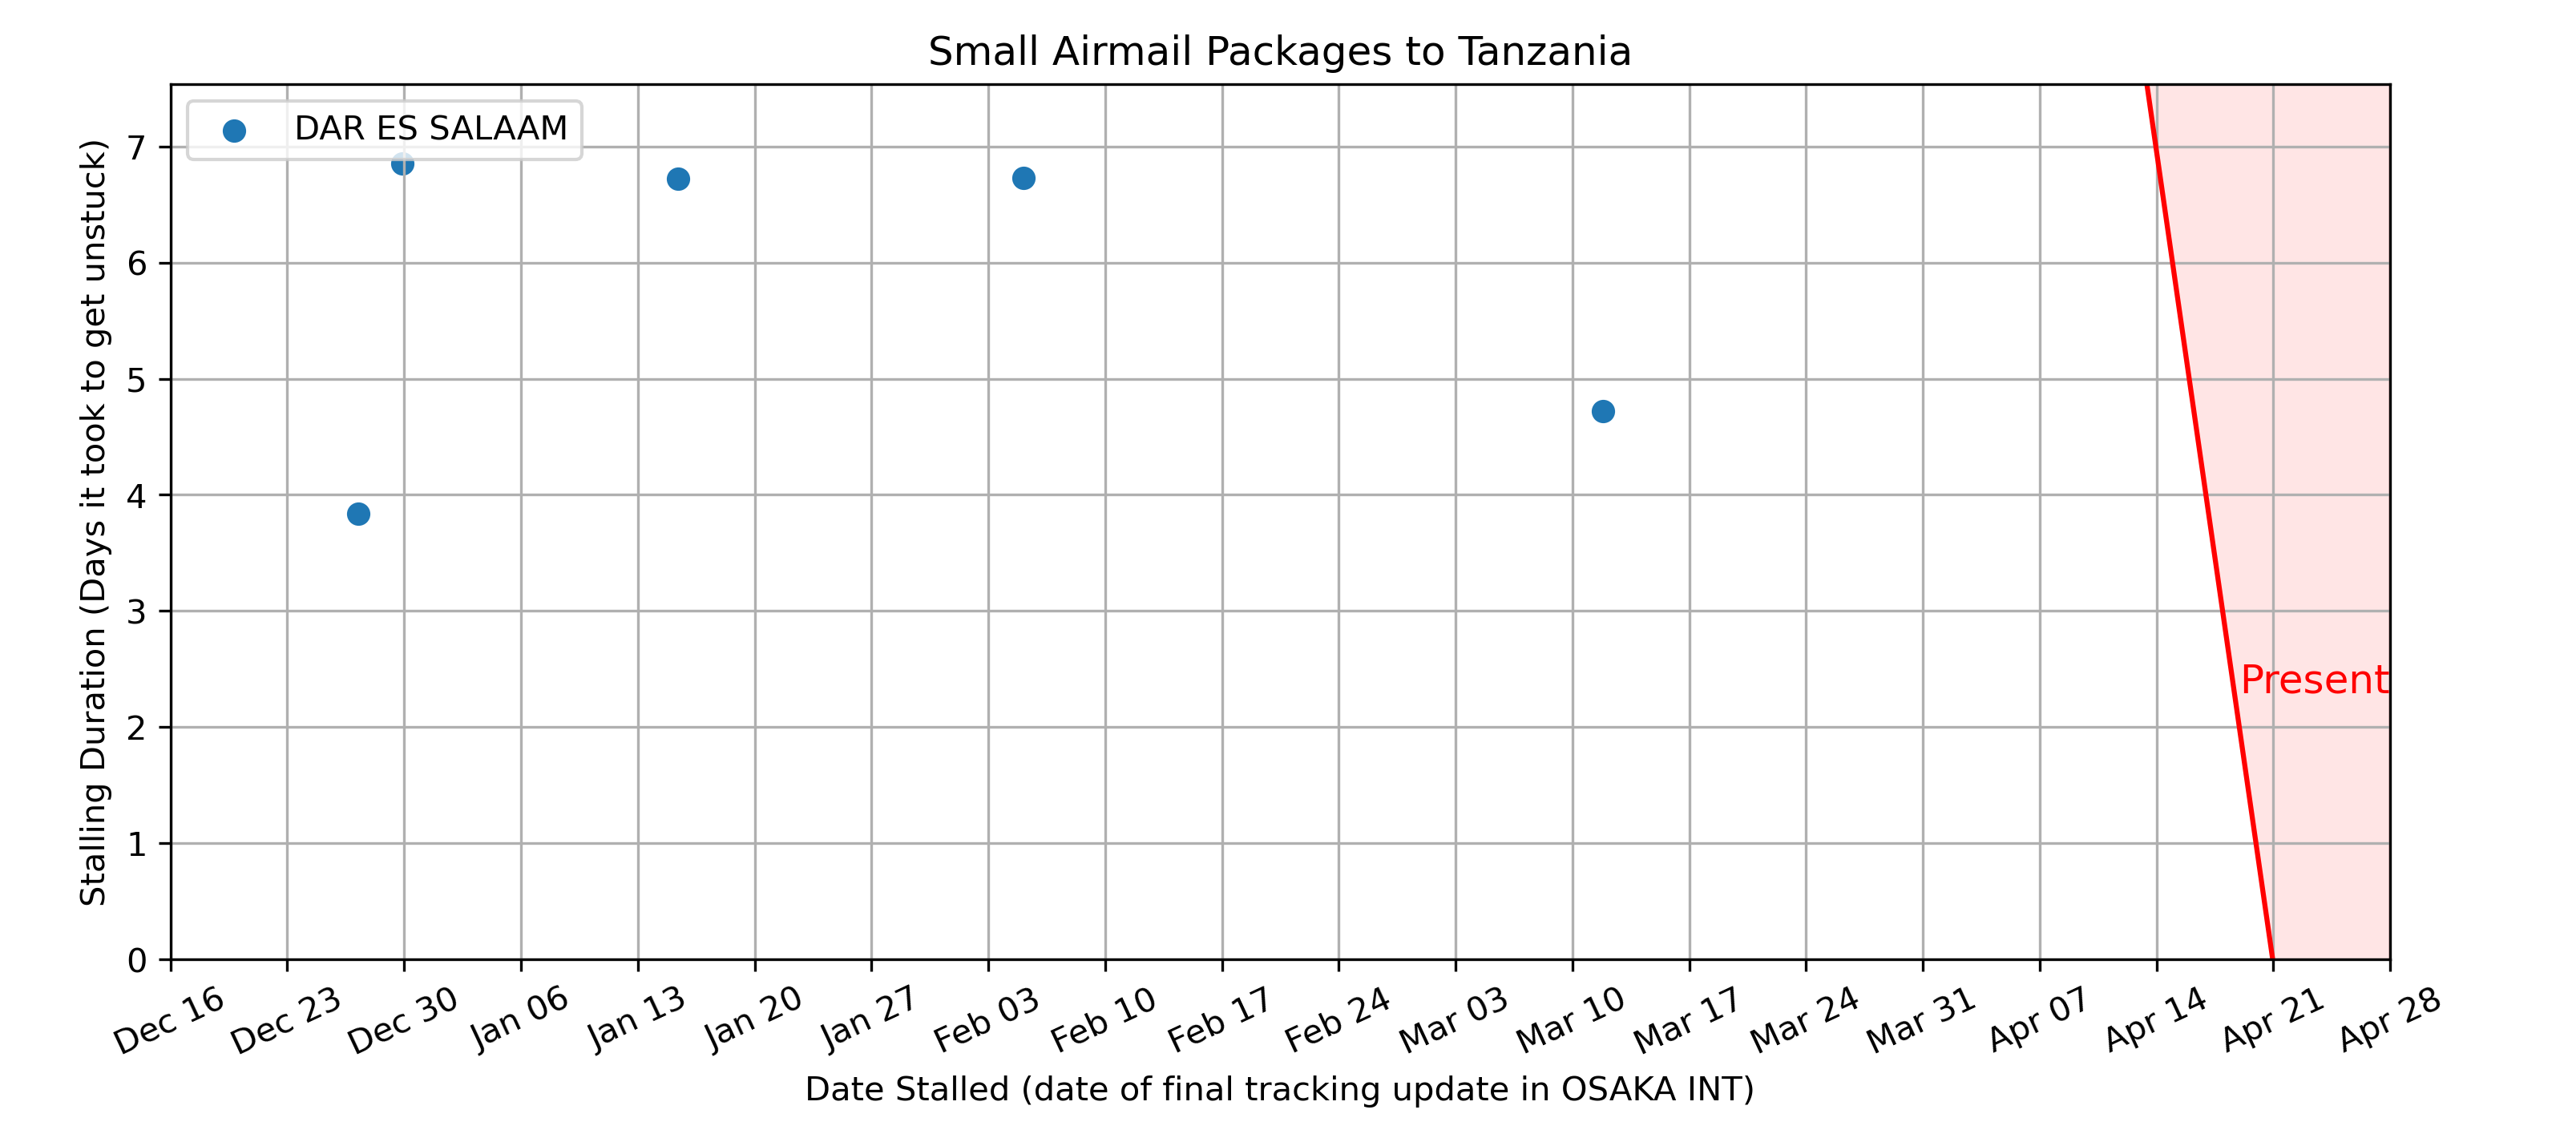 Small Airmail Packages to Tanzania
DAR ES SALAAM
Stalling Duration (Days it took to get unstuck)
7
6
5
4
3
2
1
0
Present
Dec 16
Dec 23
Dec 30
Jan 06
Jan 13
Jan 20
Jan 27
Feb 03
Feb 10
Feb 17
Feb 24
Mar 03
Mar 10
Mar 17
Mar 24
Mar 31
Apr 07
Apr 14
Apr 21
Apr 28
Date Stalled (date of final tracking update in OSAKA INT)